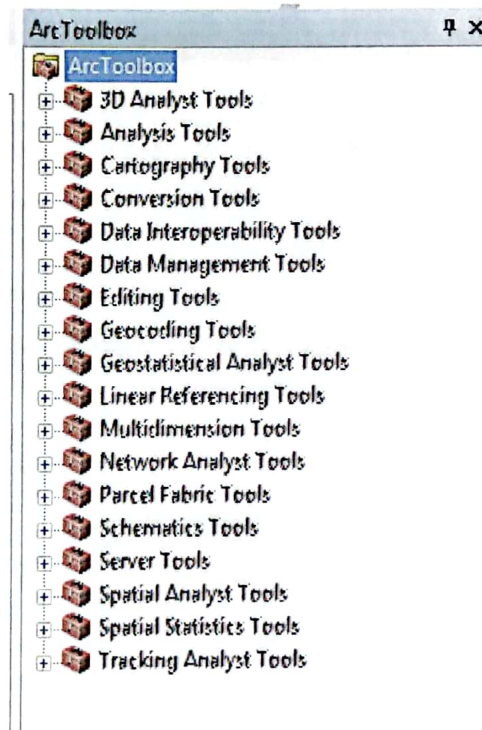 ArcToolbox
ArcToolbox
3D Analyst Tools
Analysis Tools
Cartography Tools
Conversion Tools
Data Interoperability Tools
Data Management Tools
Editing Tools
Geocoding Tools
Geostatistical Analyst Tools
Linear Referencing Tools
Multidimension Tools
Network Analyst Tools
Parcel Fabric Tools
Schematics Tools
Server Tools
Spatial Analyst Tools
Spatial Statistics Tools
Tracking Analyst Tools